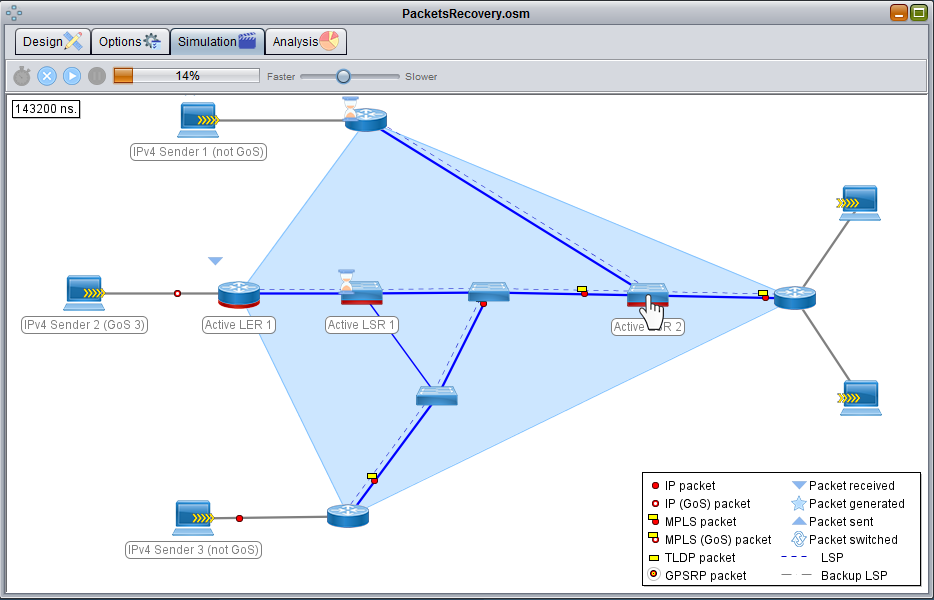 PacketsRecovery.osm
Design
Options
Simulation
Analysis
14%
Faster
Slower
143200 ns.
IPv4 Sender 1 (not GoS)
IPv4 Sender 2 (GoS 3)
Active LER 1
Active LSR 1
Active LSR 2
IPv4 Sender 3 (not GoS)
IP packet
IP (GoS) packet
MPLS packet
MPLS (GoS) packet
TLDP packet
GPSRP packet
Packet received
Packet generated
Packet sent
Packet switched
LSP
Backup LSP